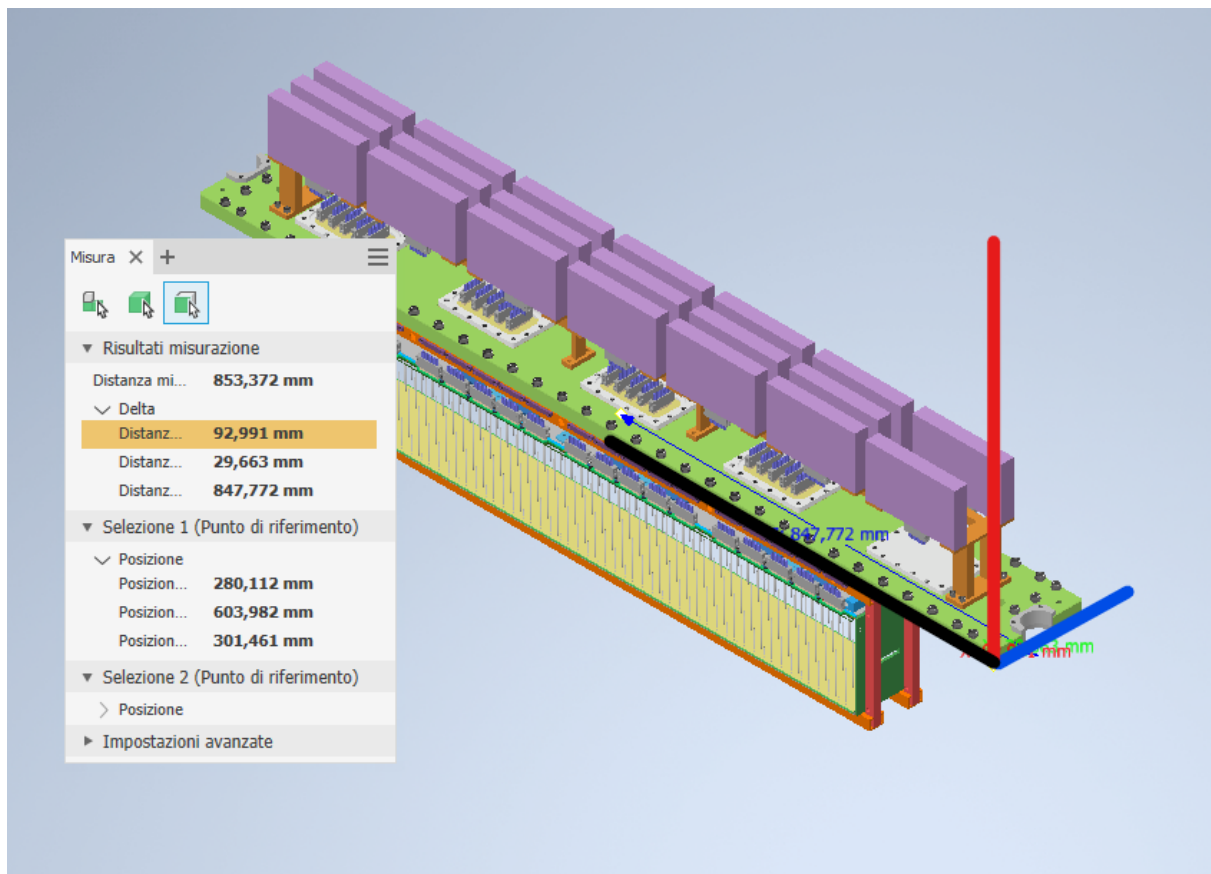 Misura
Risultati misurazione
Distanza mi... 853,372 mm
Delta
Distanz... 92,991 mm
Distanz... 29,663 mm
Distanz... 847,772 mm
Selezione 1 (Punto di riferimento)
Posizione
Posizion... 280,112 mm
Posizion... 603,982 mm
Posizion... 301,461 mm
Selezione 2 (Punto di riferimento)
Posizione
Impostazioni avanzate
847,772 mm
mm
mm